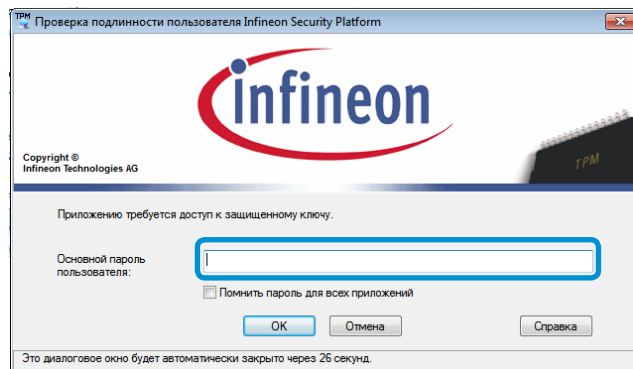 TPM
Проверка подлинности пользователя Infineon Security Platform
infineon
Copyright ©
Infineon Technologies AG
TPM
Приложению требуется доступ к защищенному ключу.
Основной пароль
пользователя:
Помнить пароль для всех приложений
OK Отмена Справка
Это диалоговое окно будет автоматически закрыто через 26 секунд.